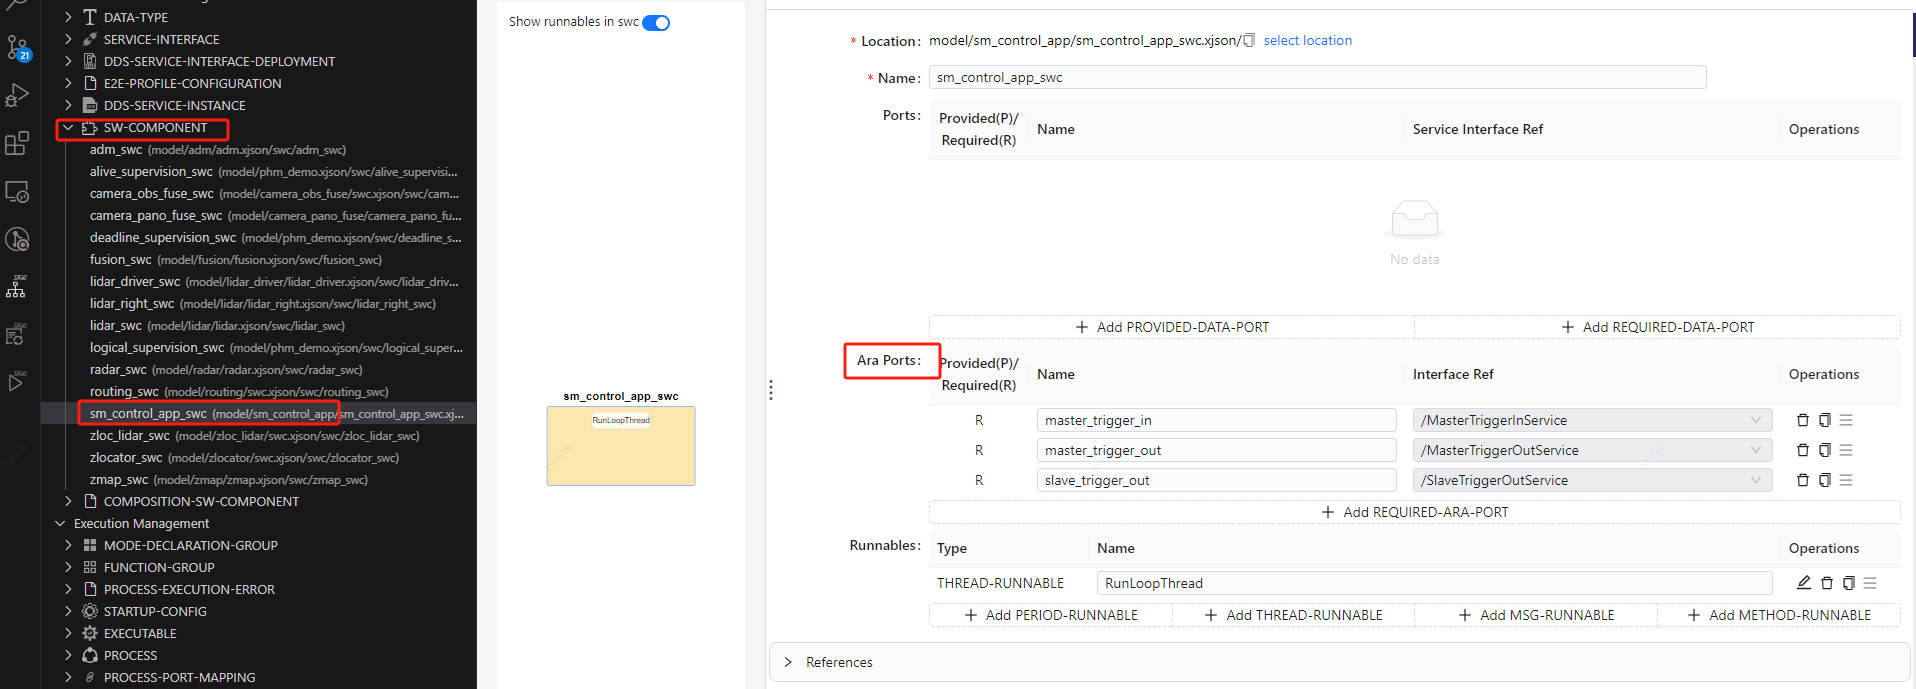 DATA-TYPE
SERVICE-INTERFACE
DDS-SERVICE-INTERFACE-DEPLOYMENT
E2E-PROFILE-CONFIGURATION
DDS-SERVICE-INSTANCE
SW-COMPONENT
adm_swc (model/adm/adm.xjson/swc/adm_swc)
alive_supervision_swc (model/phm_demo.xjson/swc/alive_supervisi...
camera_obs_fuse_swc (model/camera_obs_fuse/swc.xjson/swc/cam...
camera_pano_fuse_swc (model/camera_pano_fuse/camera_pano_fu...
deadline_supervision_swc (model/phm_demo.xjson/swc/deadline_s...
fusion_swc (model/fusion/fusion.xjson/swc/fusion_swc)
lidar_driver_swc (model/lidar_driver/lidar_driver.xjson/swc/lidar_driv...
lidar_right_swc (model/lidar/lidar_right.xjson/swc/lidar_right_swc)
lidar_swc (model/lidar/lidar.xjson/swc/lidar_swc)
logical_supervision_swc (model/phm_demo.xjson/swc/logical_super...
radar_swc (model/radar/radar.xjson/swc/radar_swc)
routing_swc (model/routing/swc.xjson/swc/routing_swc)
sm_control_app_swc (model/sm_control_app/sm_control_app_swc.xj...
zloc_lidar_swc (model/zloc_lidar/swc.xjson/swc/zloc_lidar_swc)
zlocator_swc (model/zlocator/swc.xjson/swc/zlocator_swc)
zmap_swc (model/zmap/zmap.xjson/swc/zmap_swc)
COMPOSITION-SW-COMPONENT
Execution Management
MODE-DECLARATION-GROUP
FUNCTION-GROUP
PROCESS-EXECUTION-ERROR
STARTUP-CONFIG
EXECUTABLE
PROCESS
PROCESS-PORT-MAPPING
21
Show runnables in swc
sm_control_app_swc
RunLoopThread
* Location: model/sm_control_app/sm_control_app_swc.xjson/ select location
* Name: sm_control_app_swc
Ports: Provided(P)/ Required(R) Name Service Interface Ref Operations
No data
+ Add PROVIDED-DATA-PORT + Add REQUIRED-DATA-PORT
Ara Ports: Provided(P)/ Required(R) Name Interface Ref Operations
R master_trigger_in /MasterTriggerInService
R master_trigger_out /MasterTriggerOutService
R slave_trigger_out /SlaveTriggerOutService
+ Add REQUIRED-ARA-PORT
Runnables: Type Name Operations
THREAD-RUNNABLE RunLoopThread
+ Add PERIOD-RUNNABLE + Add THREAD-RUNNABLE + Add MSG-RUNNABLE + Add METHOD-RUNNABLE
References